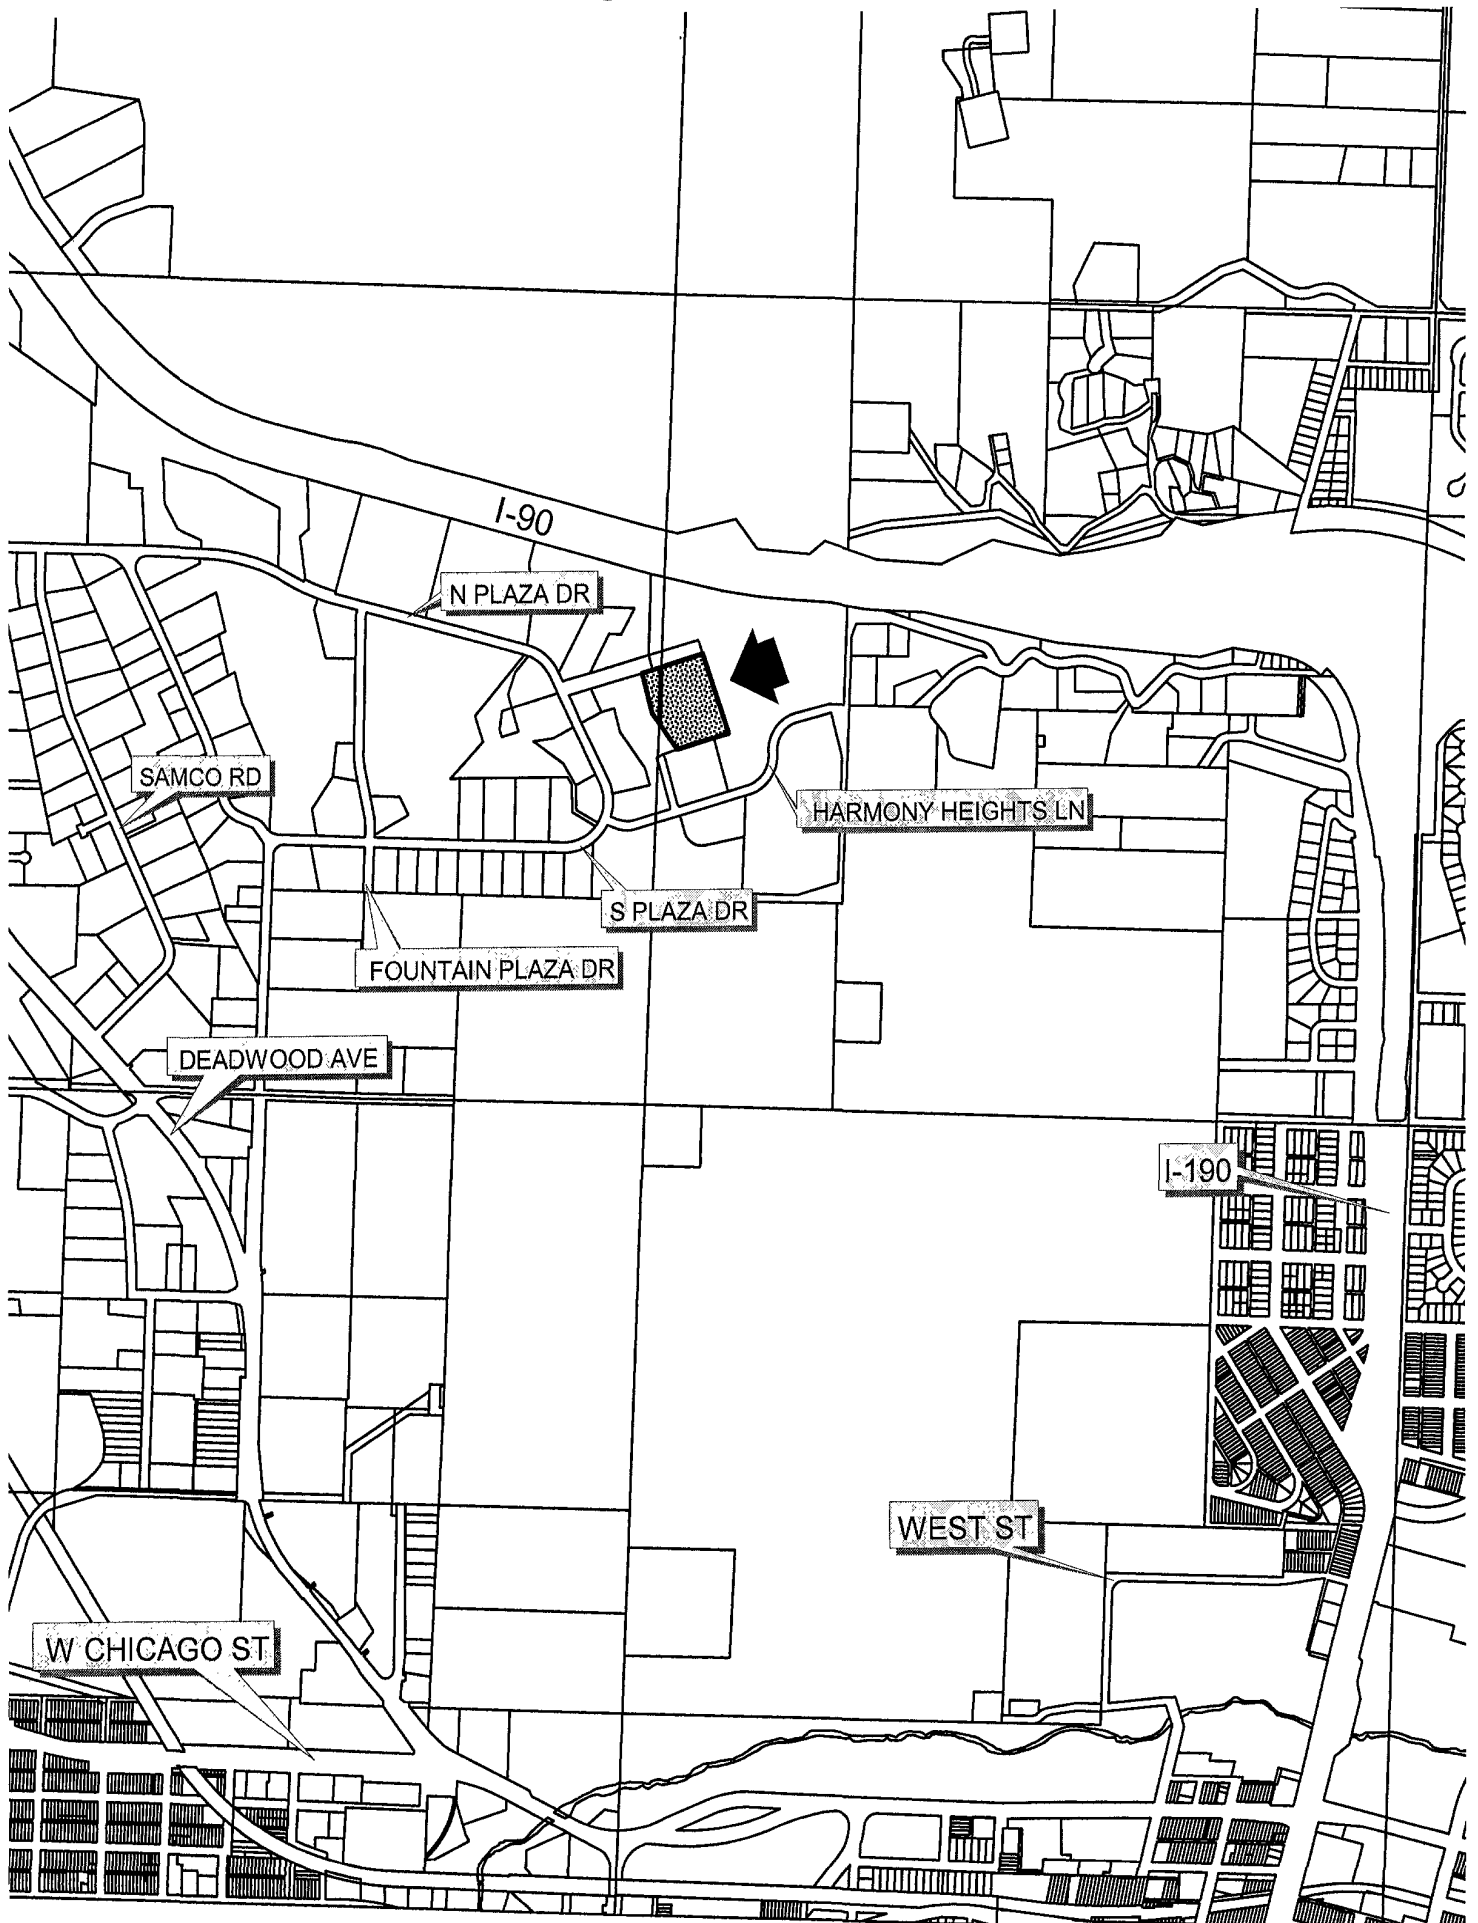 I-90
N PLAZA DR
SAMCO RD
HARMONY HEIGHTS LN
S PLAZA DR
FOUNTAIN PLAZA DR
DEADWOOD AVE
I-190
WEST ST
W CHICAGO ST